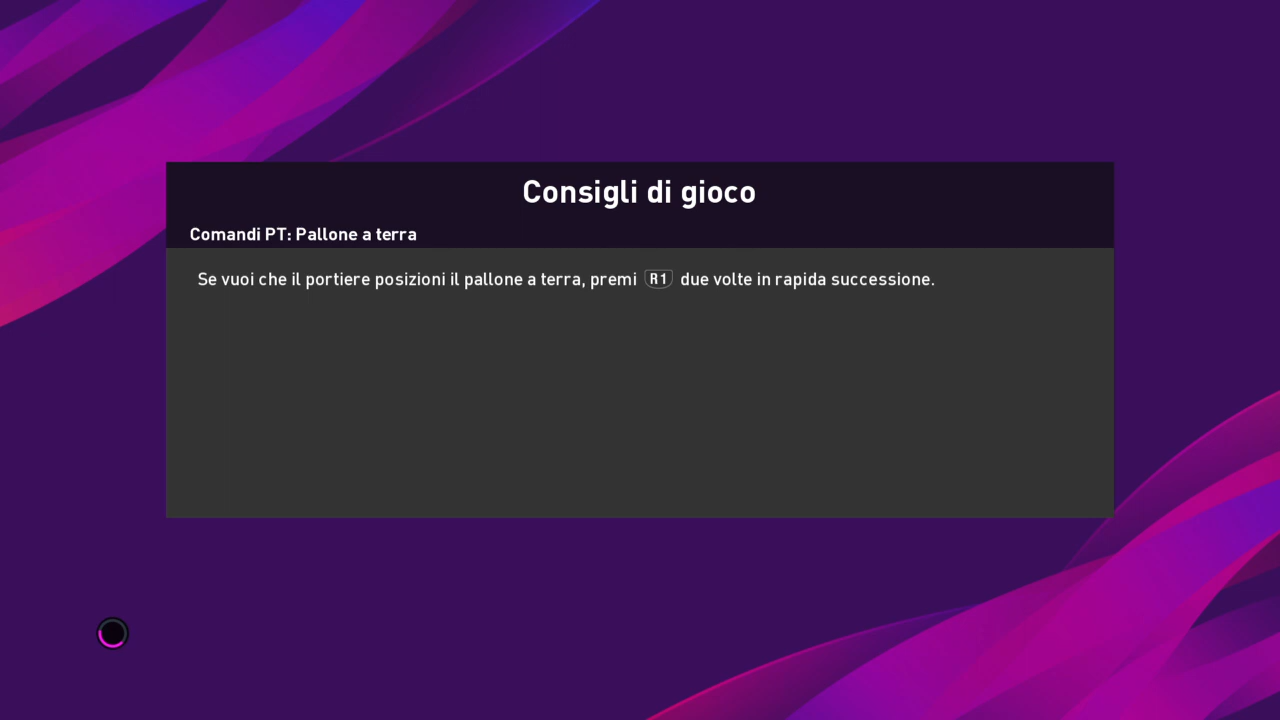 Consigli di gioco
Comandi PT: Pallone a terra
Se vuoi che il portiere posizioni il pallone a terra, premi R1 due volte in rapida successione.